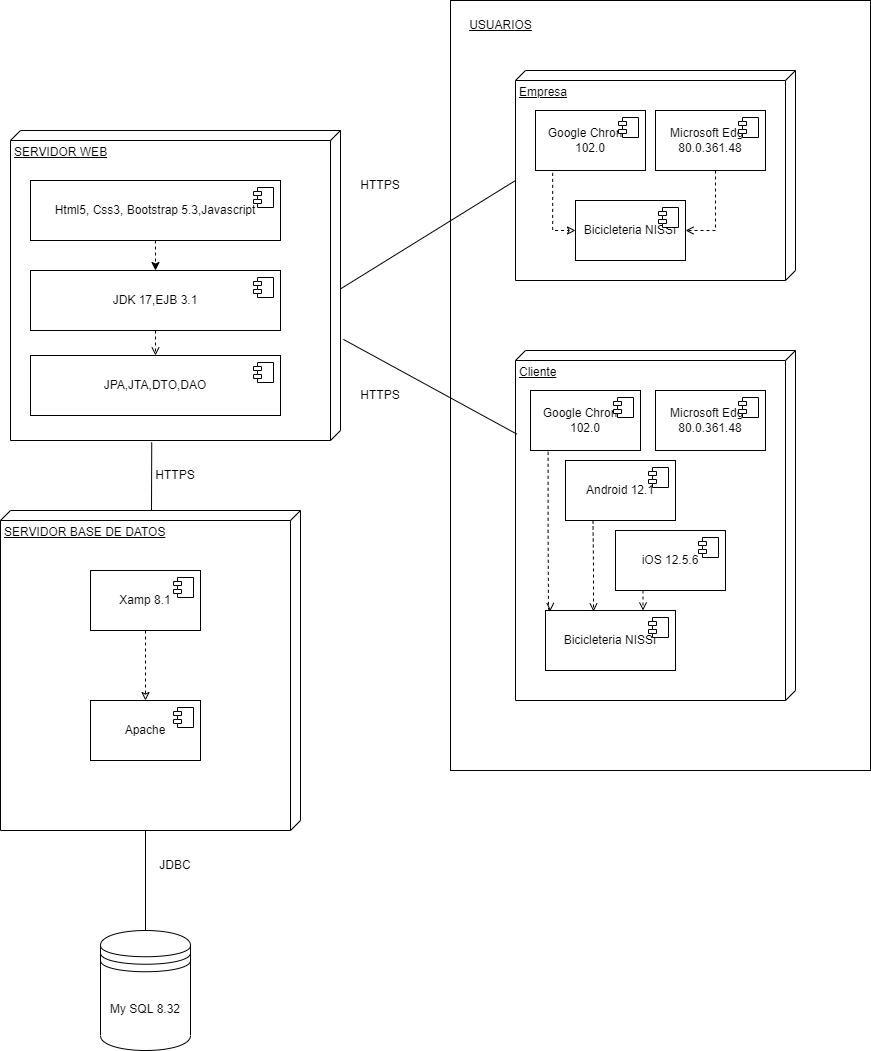 USUARIOS
Empresa
Google Chrom
102.0
Microsoft Edg
80.0.361.48
Bicicleteria NISSI
SERVIDOR WEB
Html5, Css3, Bootstrap 5.3,Javascript
JDK 17,EJB 3.1
JPA,JTA,DTO,DAO
HTTPS
HTTPS
Cliente
Google Chrom
102.0
Microsoft Edg
80.0.361.48
Android 12.1
iOS 12.5.6
Bicicleteria NISSI
HTTPS
SERVIDOR BASE DE DATOS
Xamp 8.1
Apache
JDBC
My SQL 8.32